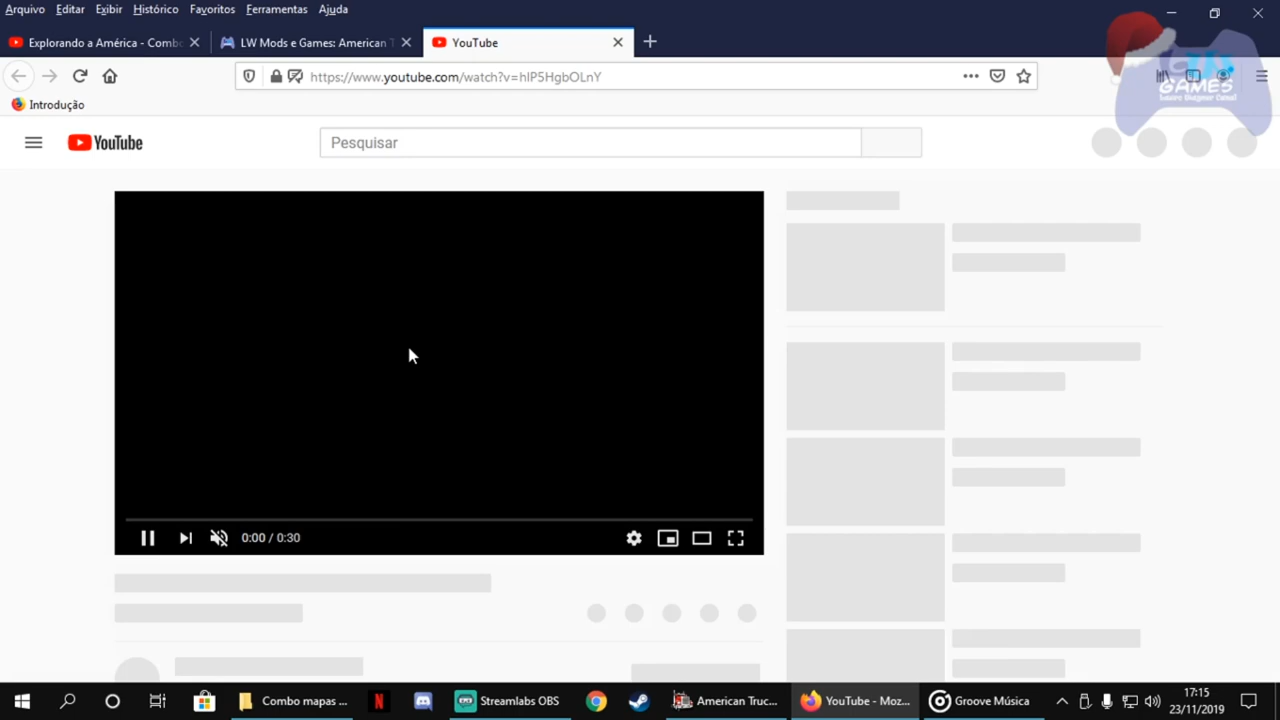 Arquivo Editar Exibir Histórico Favoritos Ferramentas Ajuda
Explorando a América - Combo
LW Mods e Games: American T
YouTube
https://www.youtube.com/watch?v=hlP5HgbOLnY
Introdução
GAMES
YouTube
Pesquisar
0:00 / 0:30
Combo mapas ...
Streamlabs OBS
American Truc...
YouTube - Moz...
Groove Música
17:15
23/11/2019